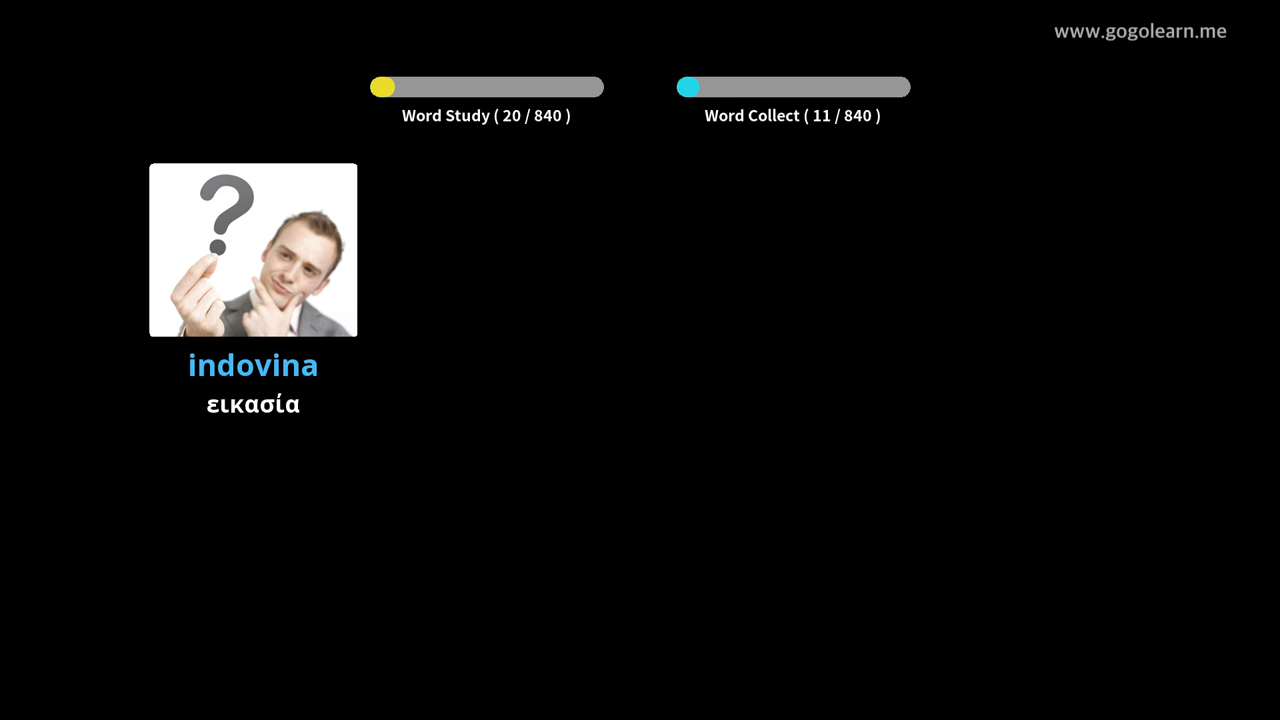 www.gogolearn.me
Word Study ( 20 / 840 )
Word Collect ( 11 / 840 )
?
indovina
εικασία